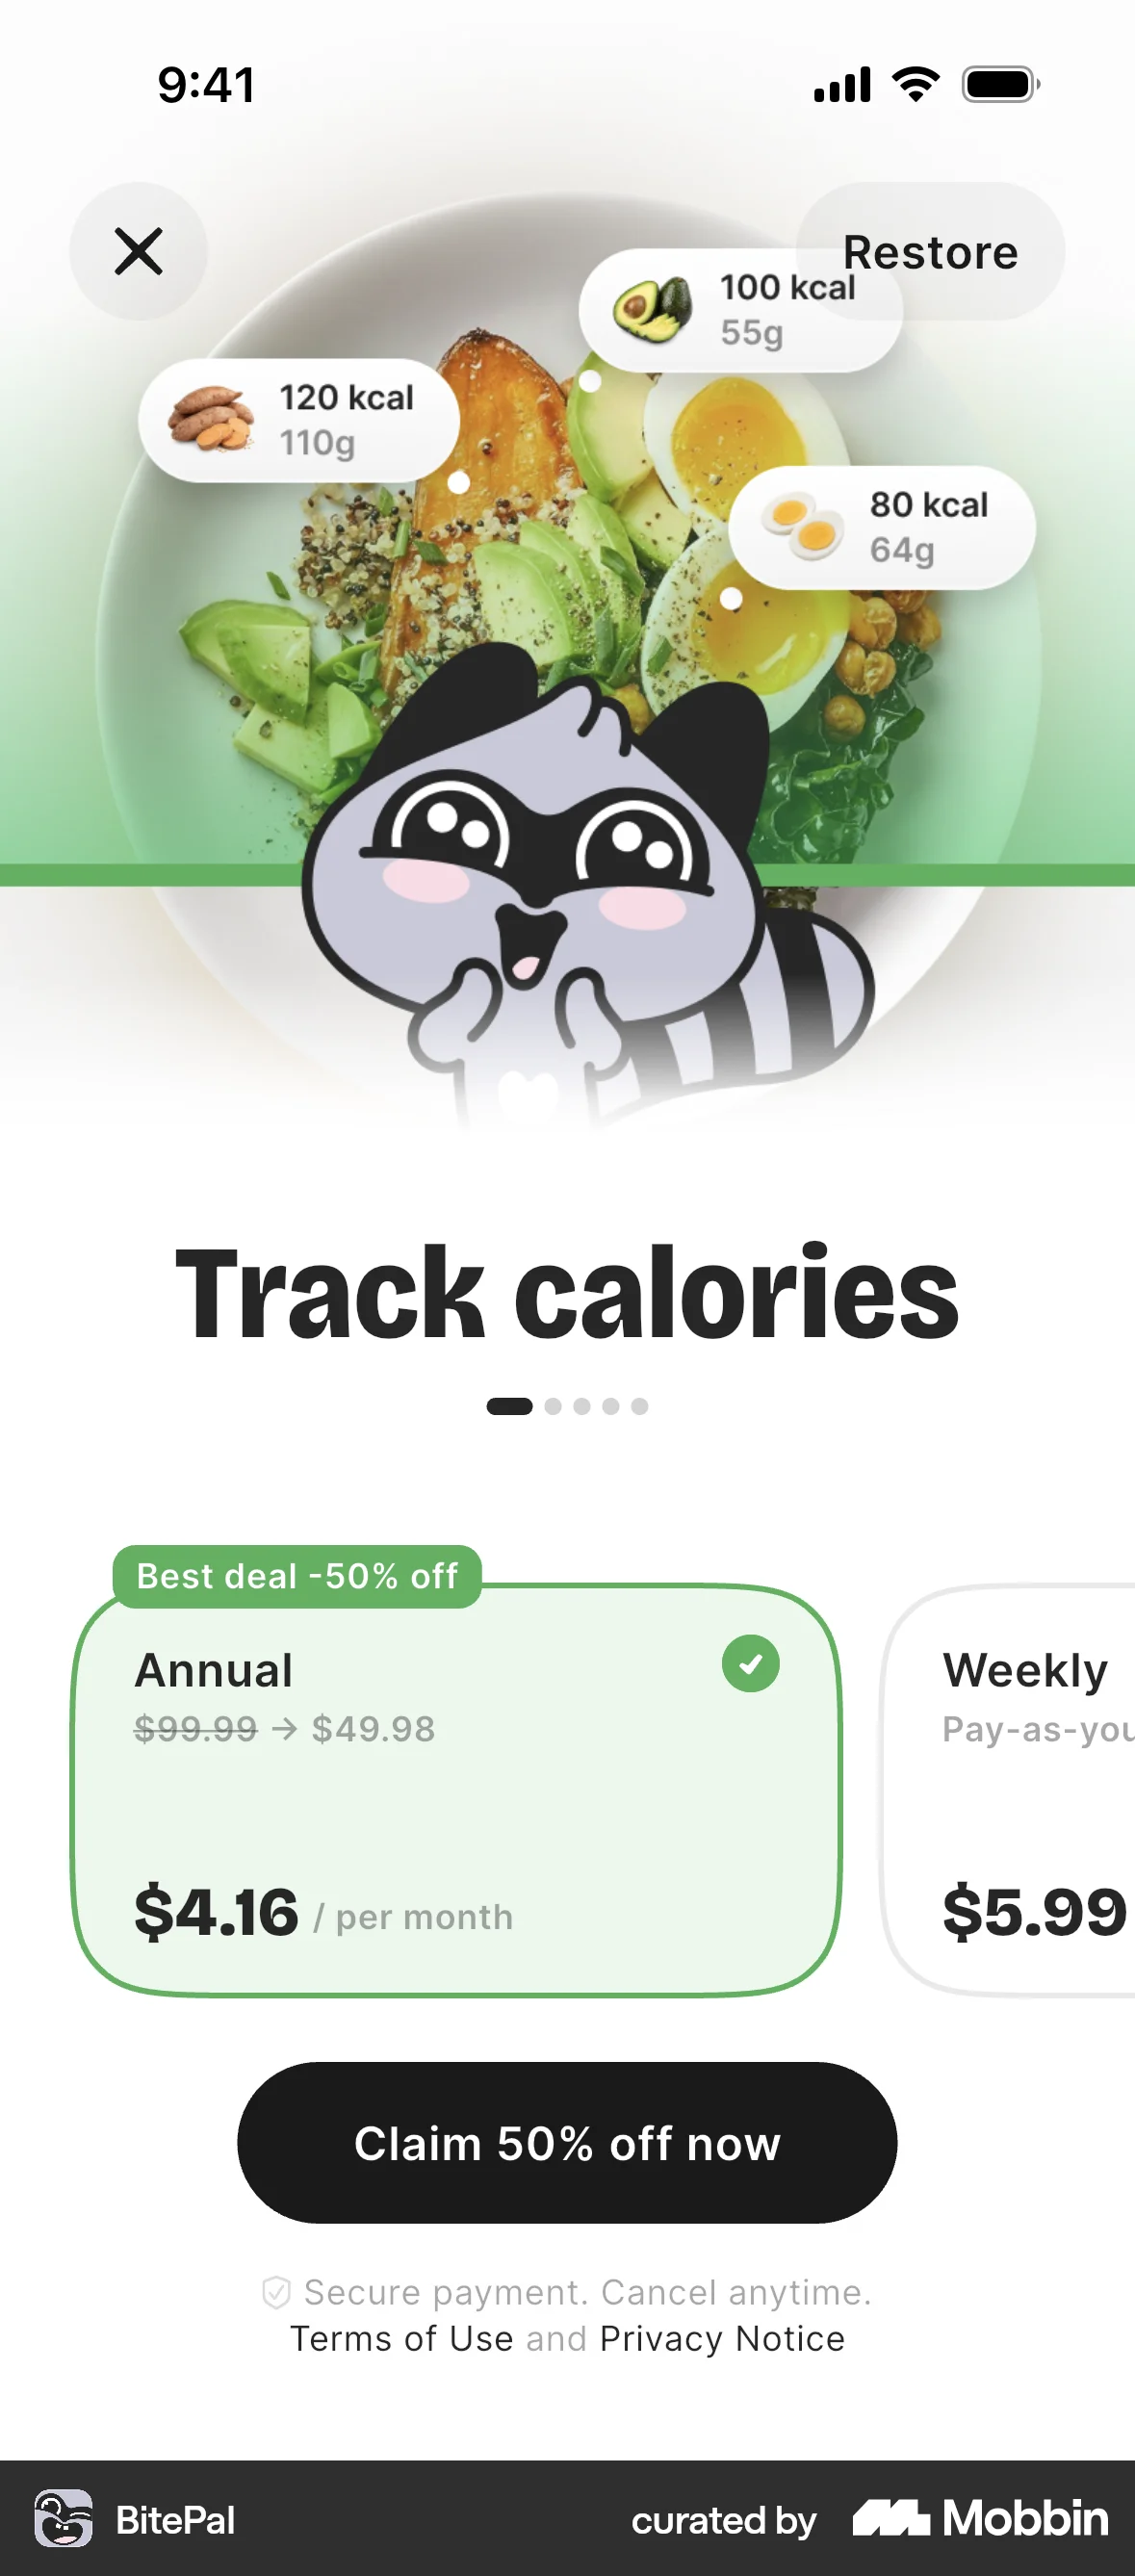 9:41
Restore
100 kcal
55g
120 kcal
110g
80 kcal
64g
Track calories
Best deal -50% off
Annual
$99.99 → $49.98
$4.16 / per month
Weekly
Pay-as-you
$5.99
Claim 50% off now
Secure payment. Cancel anytime.
Terms of Use and Privacy Notice
BitePal
curated by Mobbin